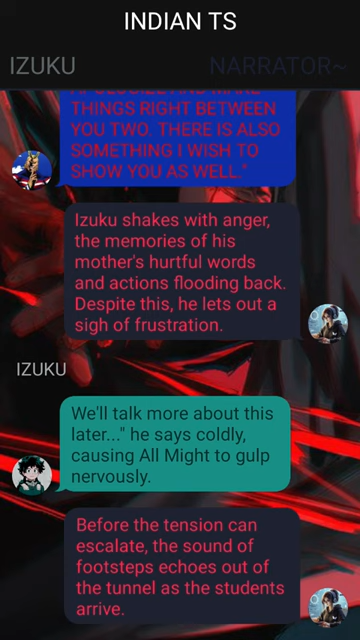 INDIAN TS
IZUKU
NARRATOR~
APOLOGIZE AND MAKE
THINGS RIGHT BETWEEN
YOU TWO. THERE IS ALSO
SOMETHING I WISH TO
SHOW YOU AS WELL."
Izuku shakes with anger,
the memories of his
mother's hurtful words
and actions flooding back.
Despite this, he lets out a
sigh of frustration.
IZUKU
We'll talk more about this
later..." he says coldly,
causing All Might to gulp
nervously.
Before the tension can
escalate, the sound of
footsteps echoes out of
the tunnel as the students
arrive.